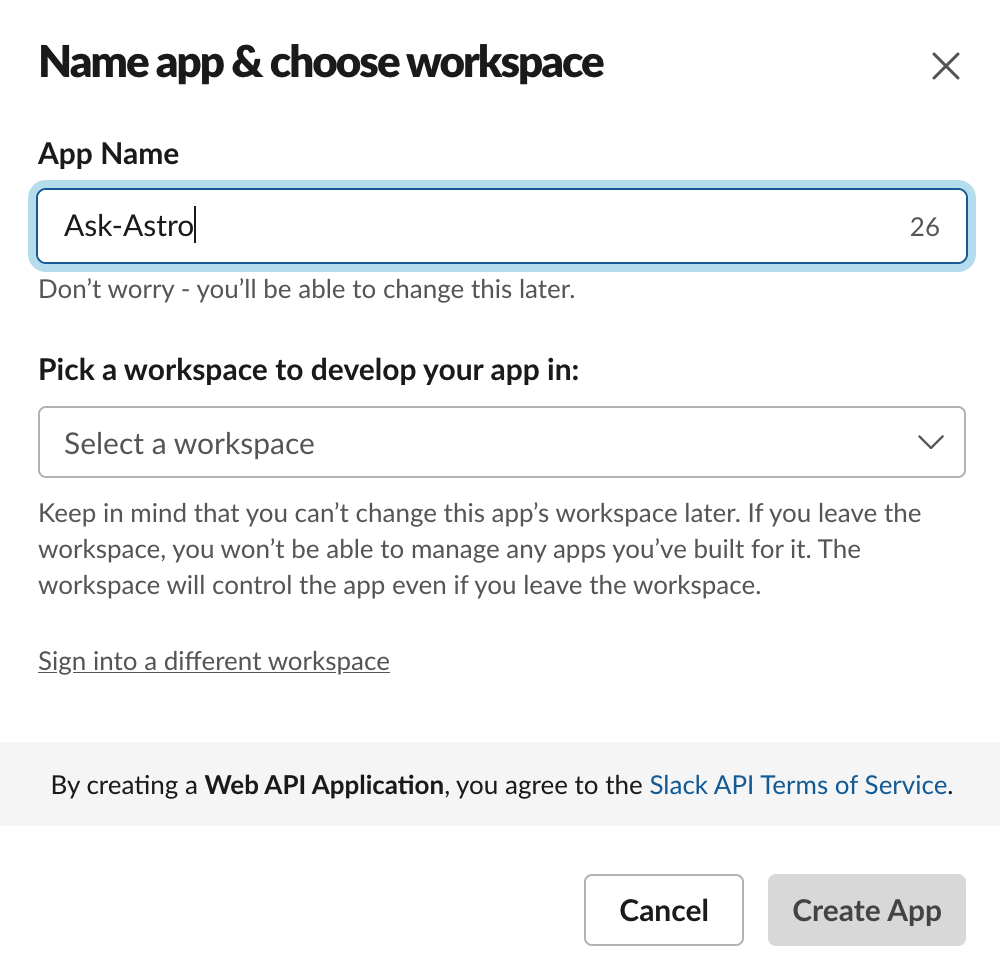 Name app & choose workspace
App Name
Ask-Astro
26
Don’t worry - you’ll be able to change this later.
Pick a workspace to develop your app in:
Select a workspace
Keep in mind that you can’t change this app’s workspace later. If you leave the
workspace, you won’t be able to manage any apps you’ve built for it. The
workspace will control the app even if you leave the workspace.
Sign into a different workspace
By creating a Web API Application, you agree to the Slack API Terms of Service.
Cancel
Create App